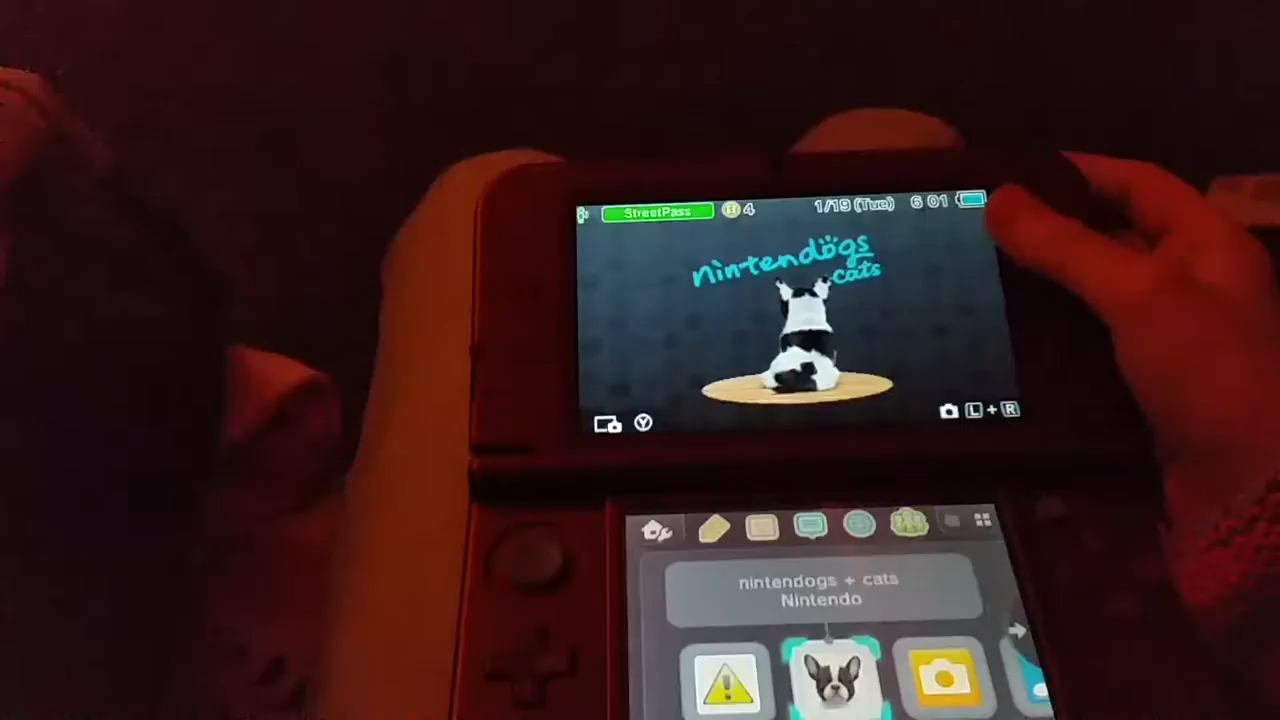 StreetPass 4 1/19 (Tue) 6 01
nintendogs
cats
Y L + R
nintendogs + cats
Nintendo